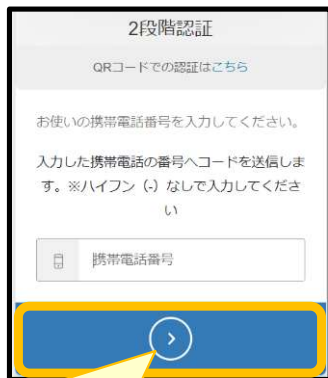 2段階認証
QRコードでの認証はこちら
お使いの携帯電話番号を入力してください。
入力した携帯電話の番号へコードを送信しま
す。※ハイフン（-）なしで入力してくださ
い
携帯電話番号